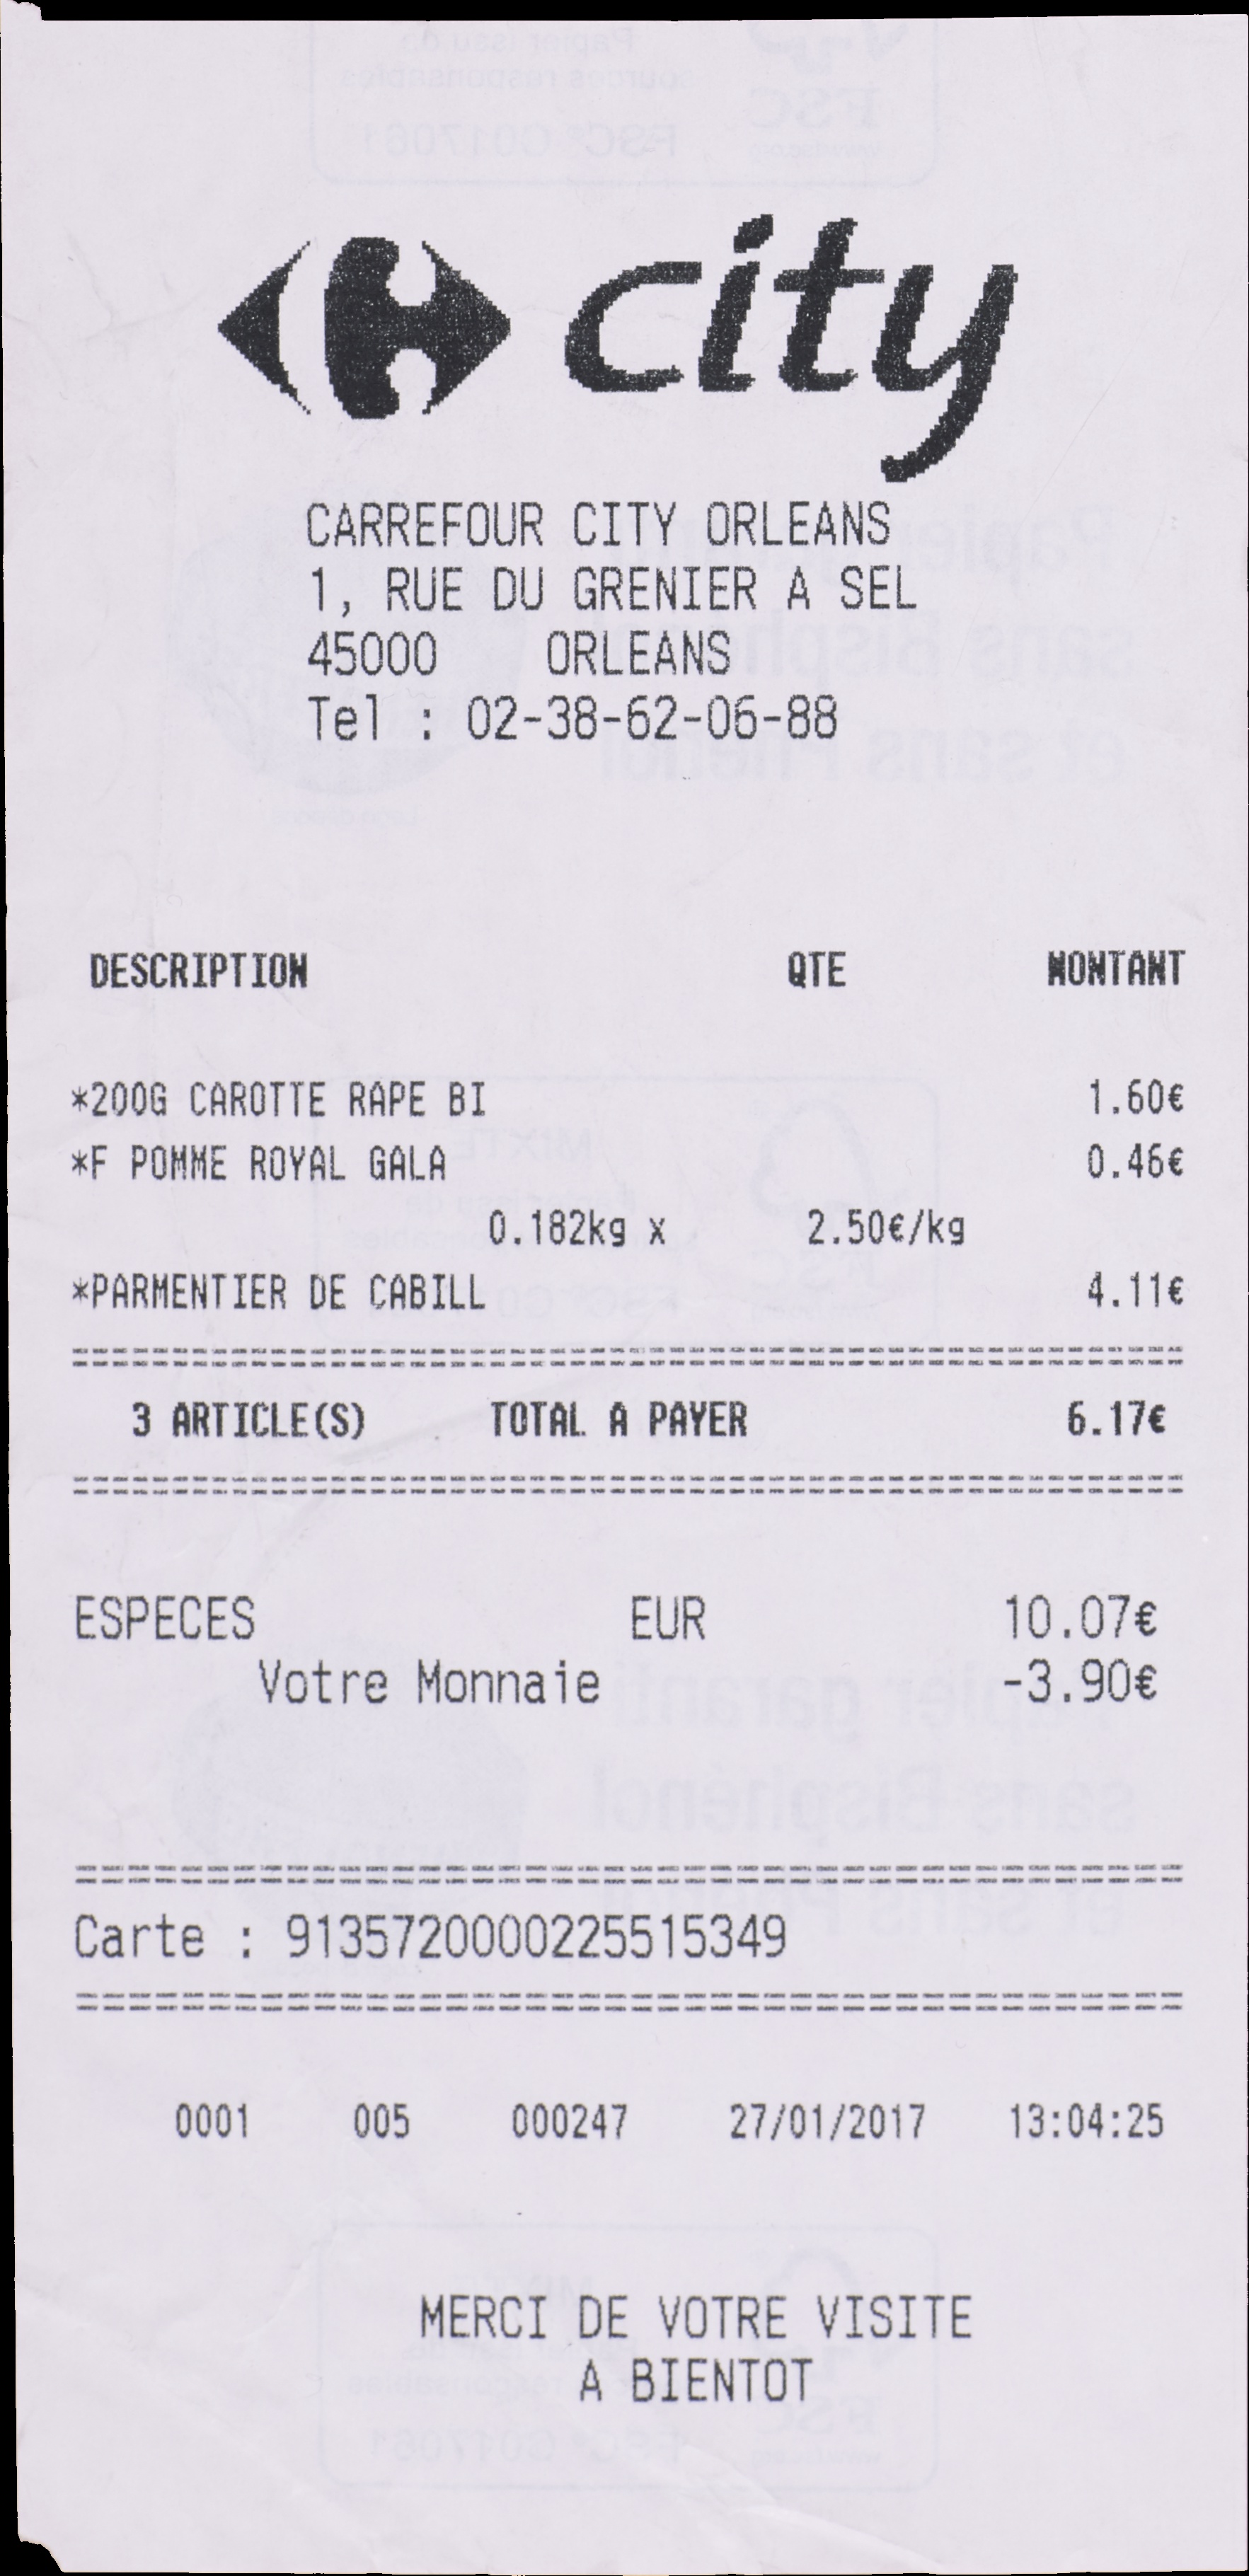 city
CARREFOUR CITY ORLEANS
1, RUE DU GRENIER A SEL
45000 ORLEANS
Tel : 02-38-62-06-88
DESCRIPTION QTE MONTANT
*200G CAROTTE RAPE BI 1.60€
*F POMME ROYAL GALA 0.46€
0.182kg x 2.50€/kg
*PARMENTIER DE CABILL 4.11€
3 ARTICLE(S) TOTAL A PAYER 6.17€
ESPECES EUR 10.07€
Votre Monnaie -3.90€
Carte : 9135720000225515349
0001 005 000247 27/01/2017 13:04:25
MERCI DE VOTRE VISITE
A BIENTOT